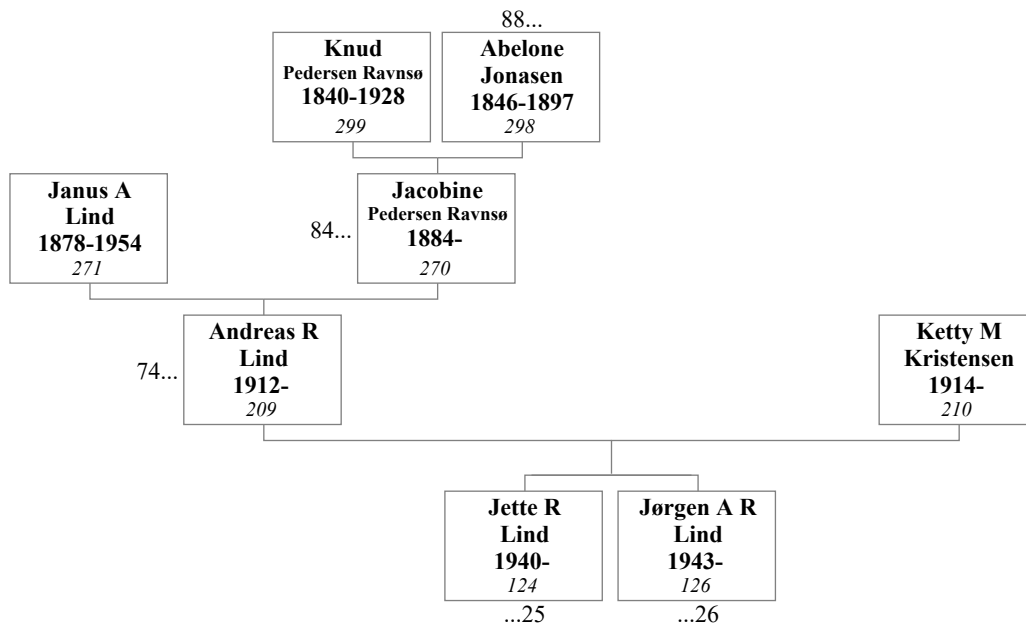 88...
Knud
Pedersen Ravnsø
1840-1928
299
Abelone
Jonasen
1846-1897
298
Janus A
Lind
1878-1954
271
84...
Jacobine
Pedersen Ravnsø
1884-
270
74...
Andreas R
Lind
1912-
209
Ketty M
Kristensen
1914-
210
Jette R
Lind
1940-
124
...25
Jørgen A R
Lind
1943-
126
...26